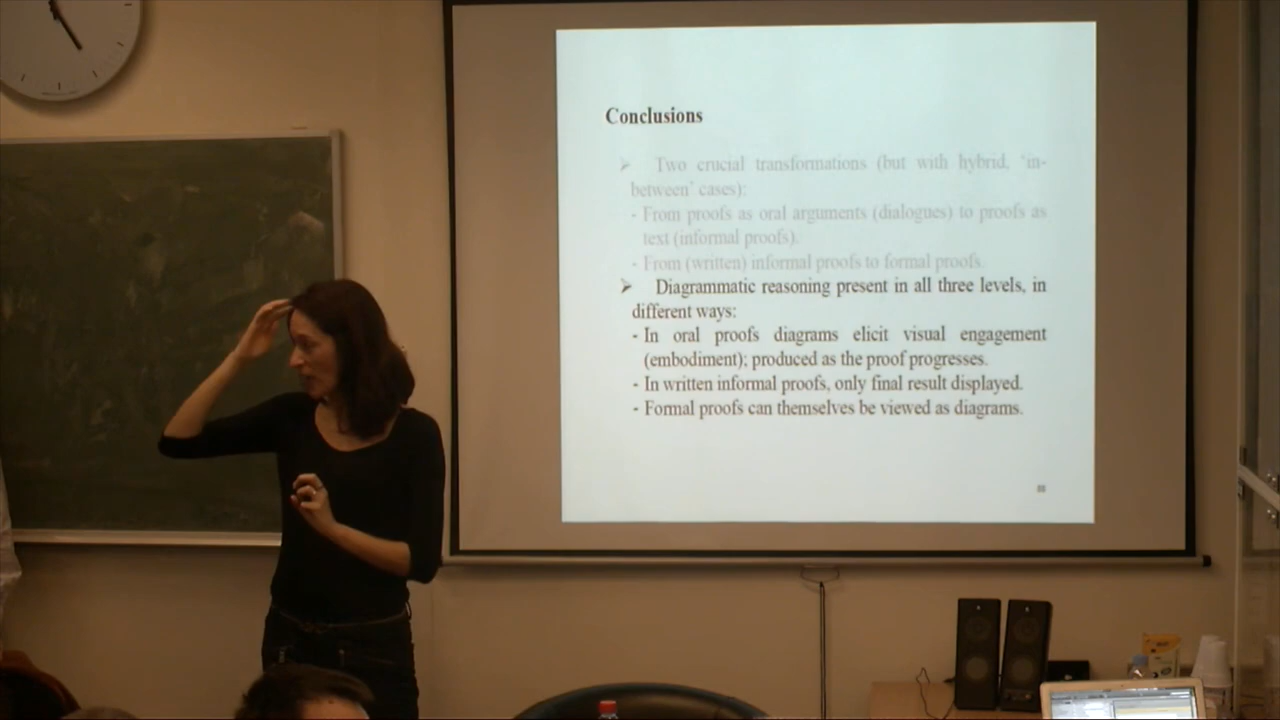 Conclusions
➢ Two crucial transformations (but with hybrid, 'in-
between' cases):
- From proofs as oral arguments (dialogues) to proofs as
text (informal proofs).
- From (written) informal proofs to formal proofs.
➢ Diagrammatic reasoning present in all three levels, in
different ways:
- In oral proofs diagrams elicit visual engagement
(embodiment); produced as the proof progresses.
- In written informal proofs, only final result displayed.
- Formal proofs can themselves be viewed as diagrams.